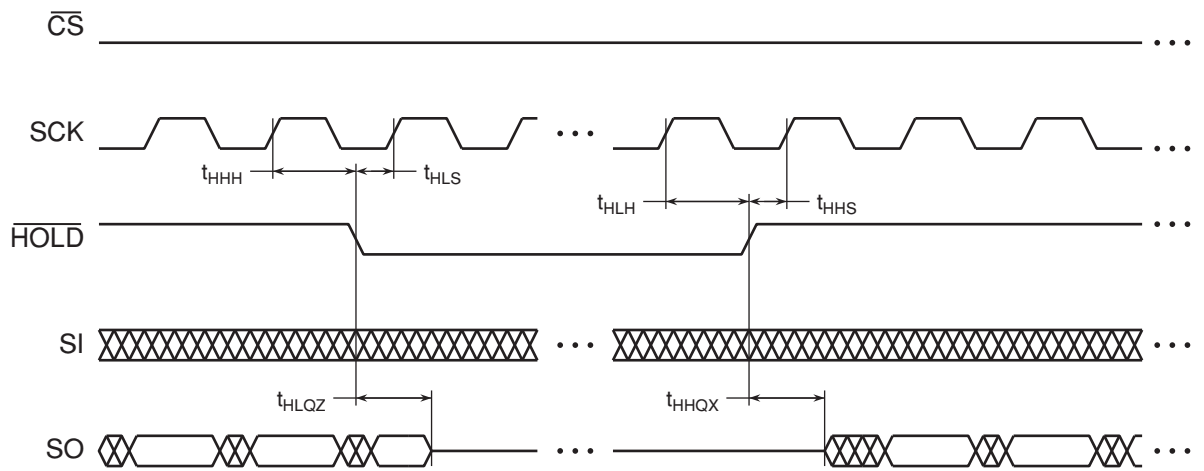 CS
SCK
tHHH tHLS
tHLH tHHS
HOLD
SI
tHLQZ tHHQX
SO